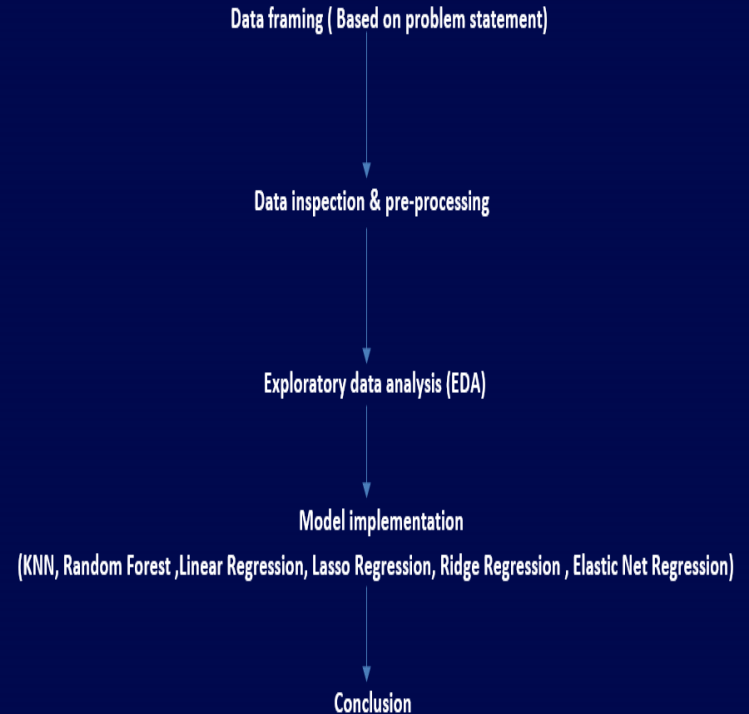 Data framing ( Based on problem statement)
Data inspection & pre-processing
Exploratory data analysis (EDA)
Model implementation
(KNN, Random Forest ,Linear Regression, Lasso Regression, Ridge Regression , Elastic Net Regression)
Conclusion